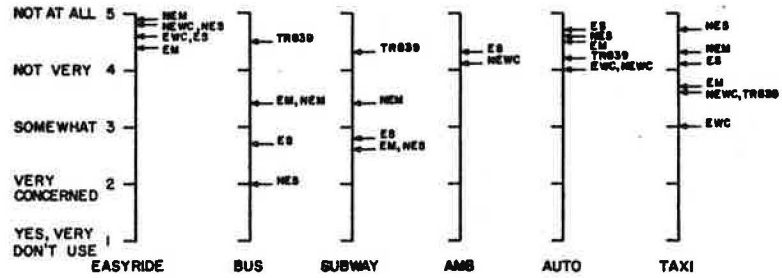 NOT AT ALL 5
NEM
NEWC, NES
EWC, ES
EM
NOT VERY 4
SOMEWHAT 3
VERY
CONCERNED 2
YES, VERY
DON'T USE 1
TR839
EM, NEM
ES
NES
TR839
NEM
ES
EM, NES
ES
NEWC
ES
NES
EM
TR839
EWC, NEWC
NES
NEM
ES
EM
NEWC, TR839
EWC
EASYRIDE BUS SUBWAY AMB AUTO TAXI